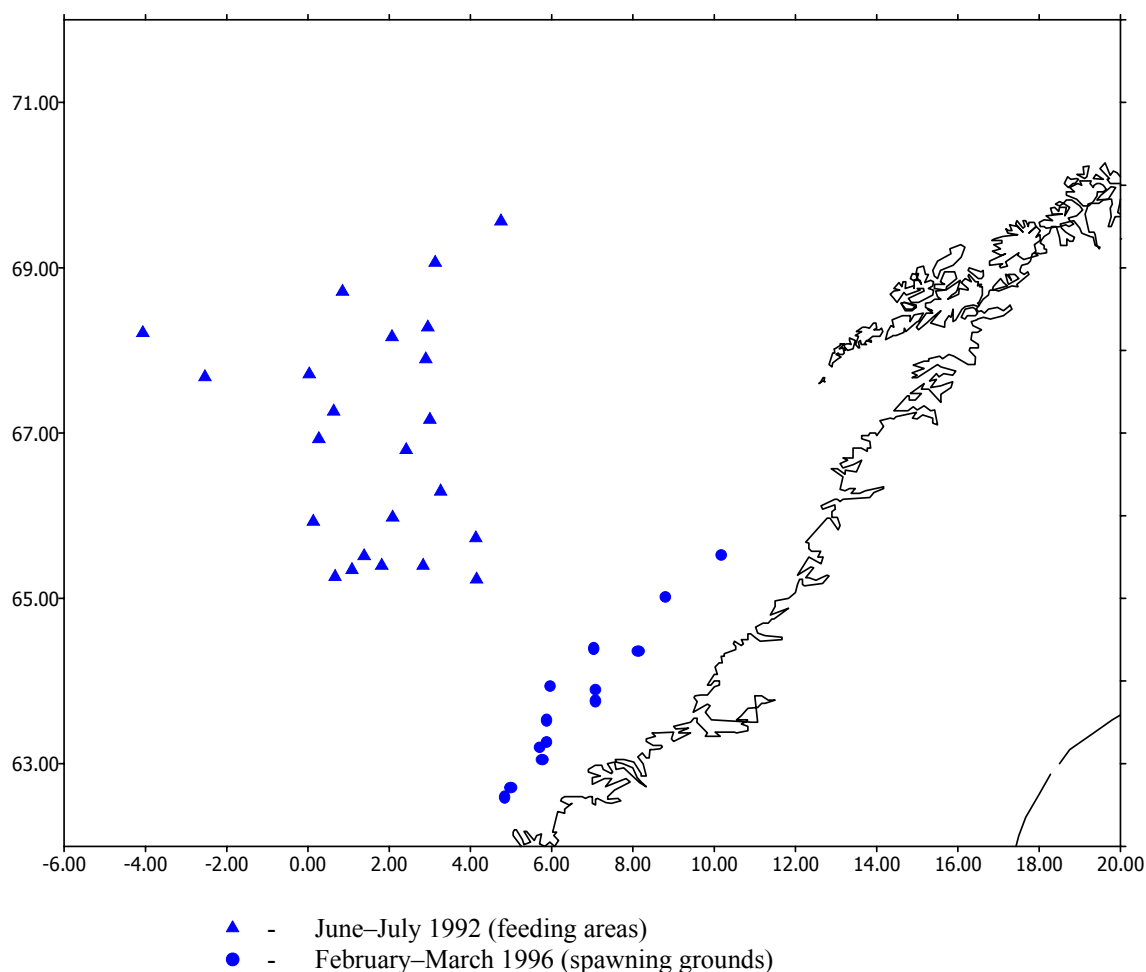 71.00
69.00
67.00
65.00
63.00
-6.00 -4.00 -2.00 0.00 2.00 4.00 6.00 8.00 10.00 12.00 14.00 16.00 18.00 20.00
- June–July 1992 (feeding areas)
- February–March 1996 (spawning grounds)